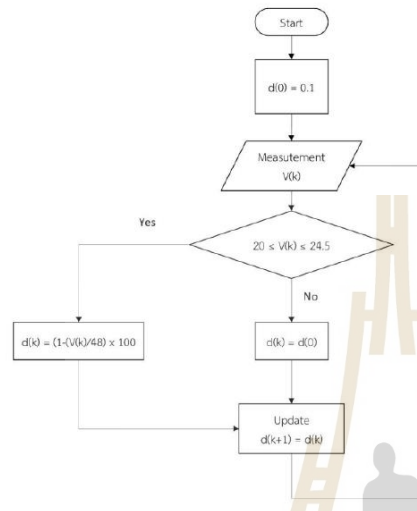 Start
d(0) = 0.1
Measutement
V(k)
Yes
20 ≤ V(k) ≤ 24.5
No
d(k) = (1-(V(k)/48) x 100
d(k) = d(0)
Update
d(k+1) = d(k)